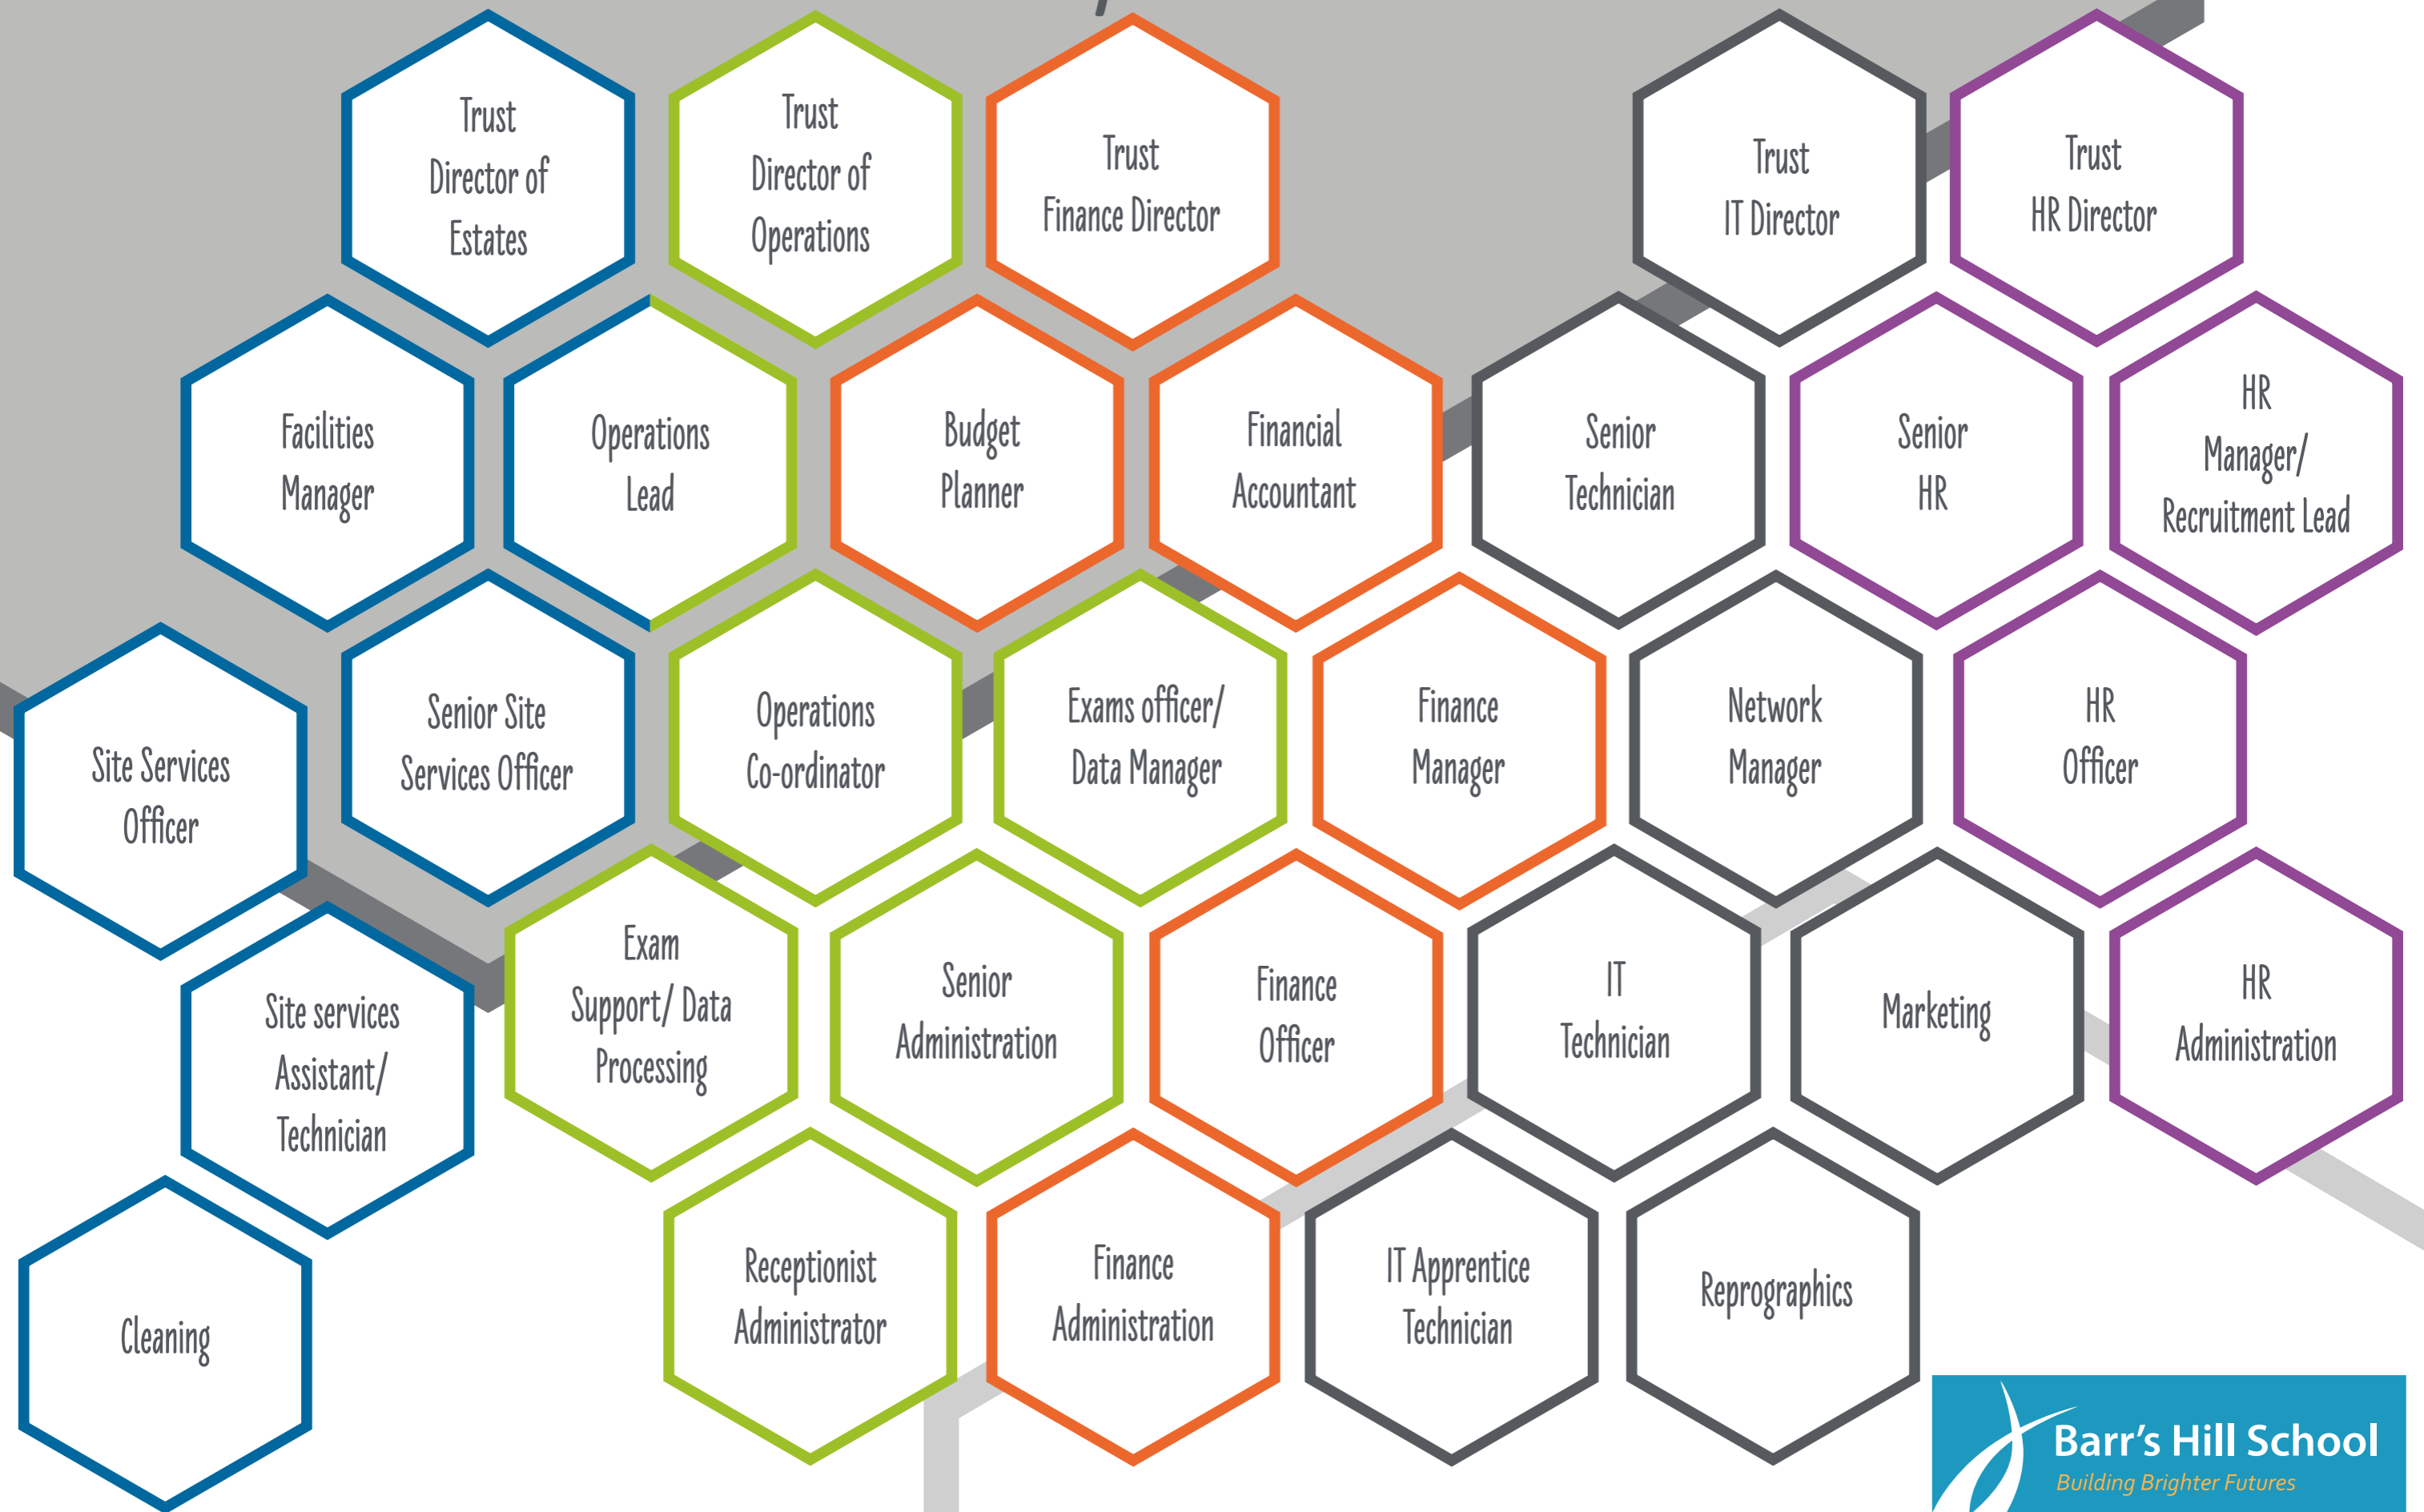 Trust
Director of
Estates
Trust
Director of
Operations
Trust
Finance Director
Trust
IT Director
Trust
HR Director
Facilities
Manager
Operations
Lead
Budget
Planner
Financial
Accountant
Senior
Technician
Senior
HR
HR
Manager/
Recruitment Lead
Site Services
Officer
Senior Site
Services Officer
Operations
Co-ordinator
Exams officer/
Data Manager
Finance
Manager
Network
Manager
HR
Officer
Site services
Assistant/
Technician
Exam
Support/ Data
Processing
Senior
Administration
Finance
Officer
IT
Technician
Marketing
HR
Administration
Cleaning
Receptionist
Administrator
Finance
Administration
IT Apprentice
Technician
Reprographics
Barr's Hill School
Building Brighter Futures